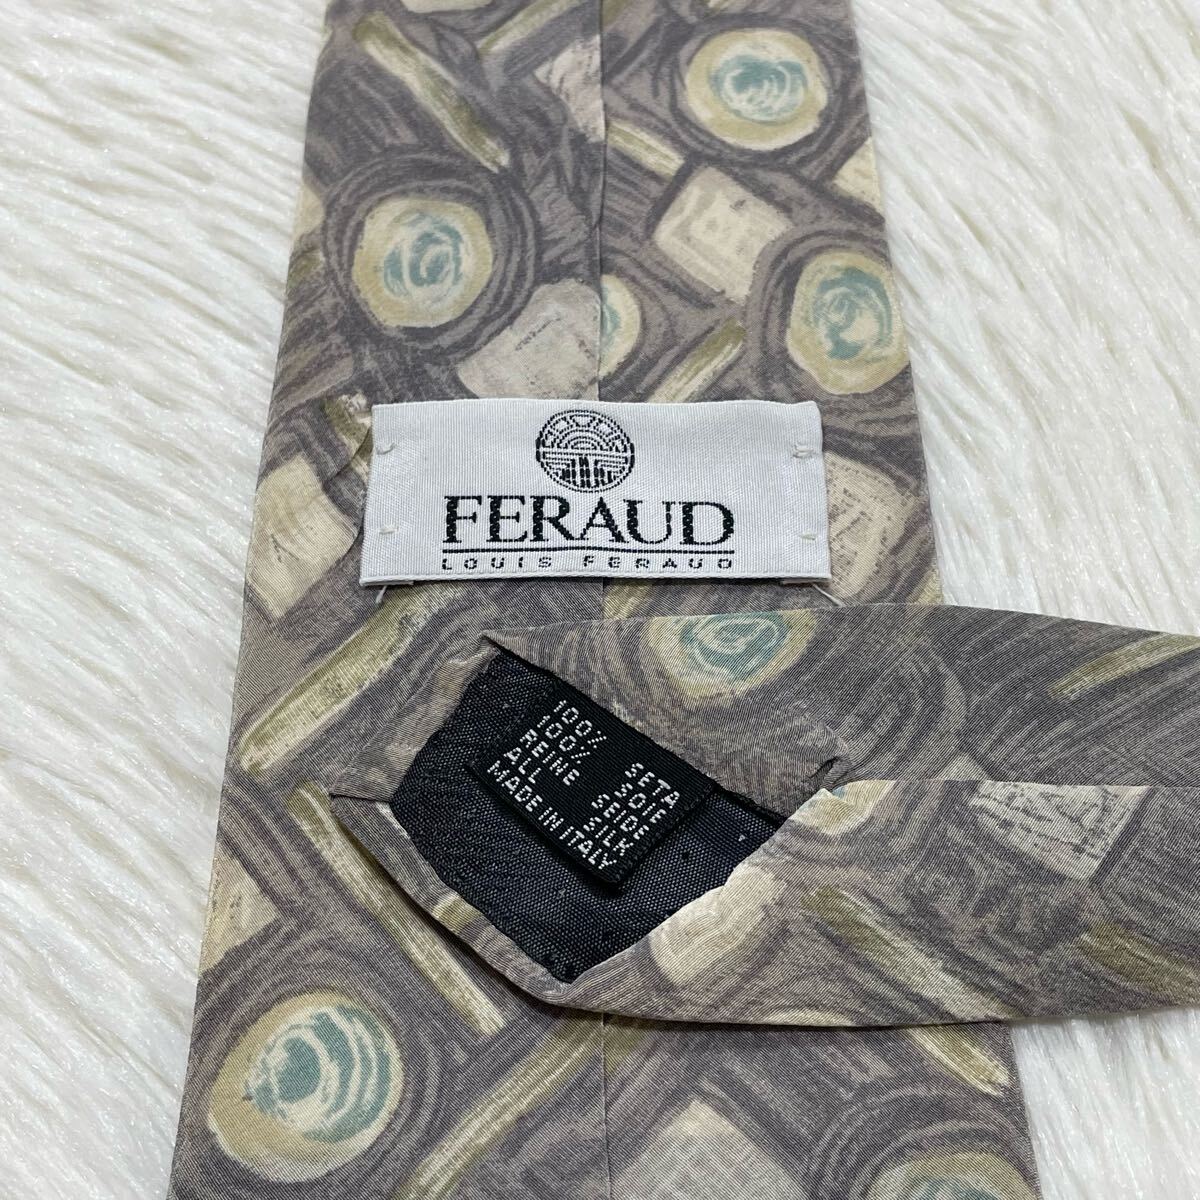 FERAUD
LOUIS FERAUD
100% SETA
100% SOIE
REINE SEIDE
ALL SILK
MADE IN ITALY